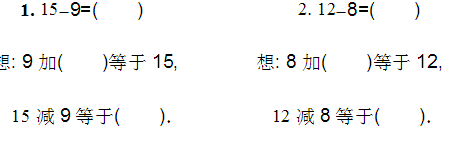 1. 15–9=(      )
2. 12–8=(      )
想: 9 加(      )等于 15,
想: 8 加(      )等于 12,
15 减 9 等于(      ).
12 减 8 等于(      ).